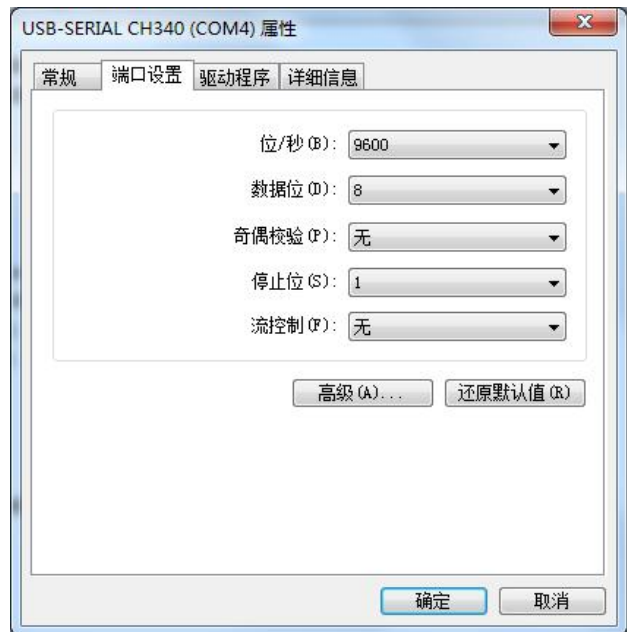 USB-SERIAL CH340 (COM4) 属性
常规 端口设置 驱动程序 详细信息
位/秒(B): 9600
数据位(D): 8
奇偶校验(P): 无
停止位(S): 1
流控制(F): 无
高级(A)... 还原默认值(R)
确定 取消